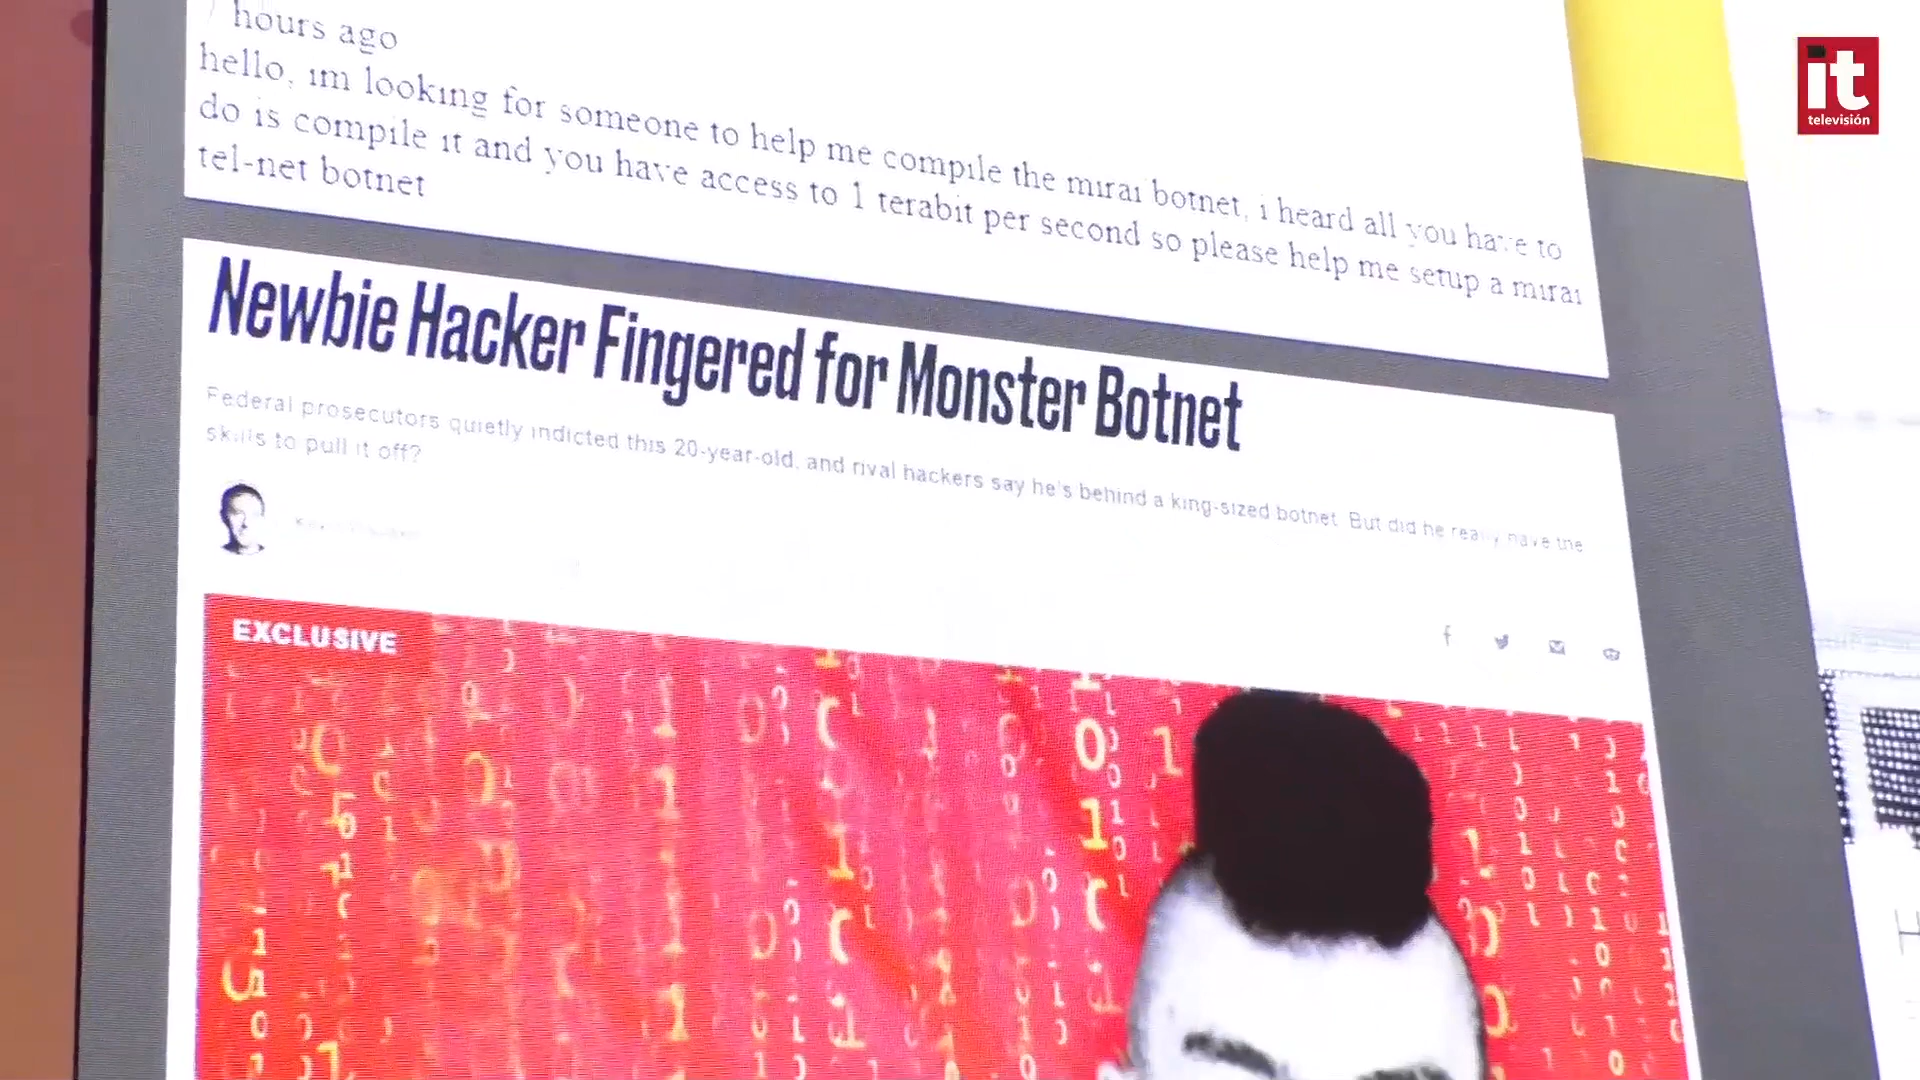 hours ago
hello, im looking for someone to help me compile the mirai botnet, i heard all you have to
do is compile it and you have access to 1 terabit per second so please help me setup a mirai
tel-net botnet
Newbie Hacker Fingered for Monster Botnet
Federal prosecutors quietly indicted this 20-year-old, and rival hackers say he's behind a king-sized botnet. But did he really have the
skills to pull it off?
EXCLUSIVE
it
televisión